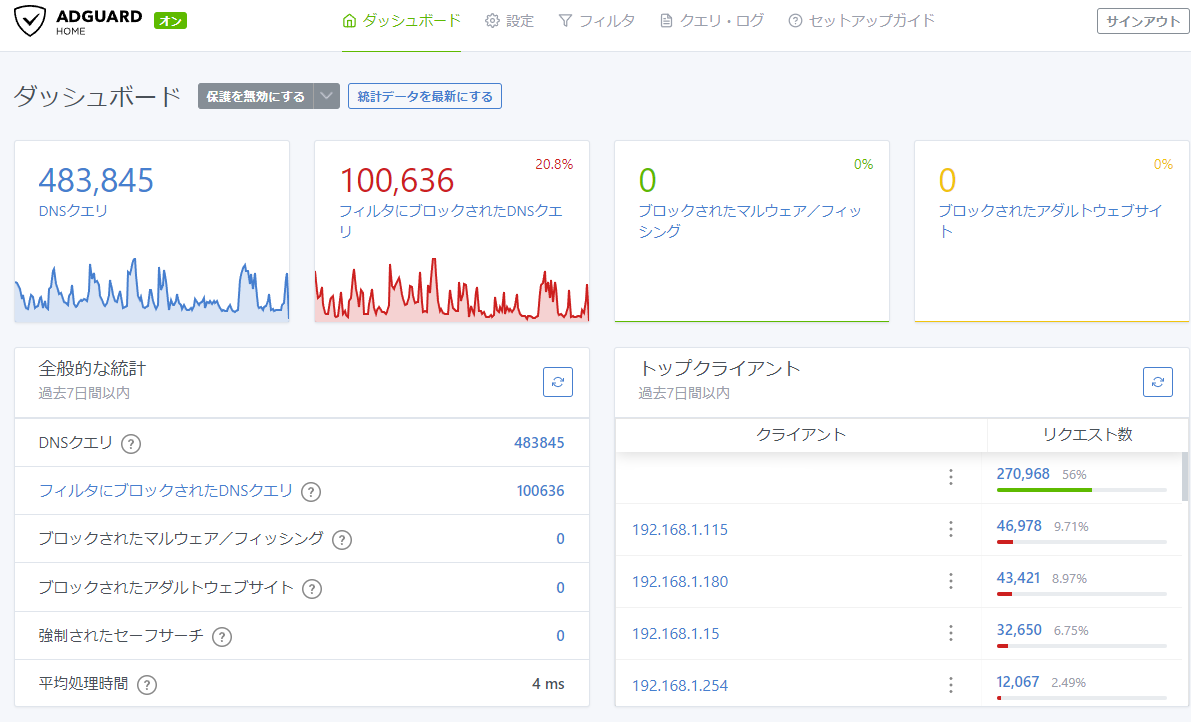 ADGUARD
HOME
オン
ダッシュボード
設定
フィルタ
クエリ・ログ
セットアップガイド
サインアウト
ダッシュボード
保護を無効にする
統計データを最新にする
483,845
DNSクエリ
20.8%
100,636
フィルタにブロックされたDNSクエ
リ
0%
0
ブロックされたマルウェア／フィッ
シング
0%
0
ブロックされたアダルトウェブサイ
ト
全般的な統計
過去7日間以内
DNSクエリ ?
483845
フィルタにブロックされたDNSクエリ ?
100636
ブロックされたマルウェア／フィッシング ?
0
ブロックされたアダルトウェブサイト ?
0
強制されたセーフサーチ ?
0
平均処理時間 ?
4 ms
トップクライアント
過去7日間以内
クライアント
リクエスト数
270,968 56%
192.168.1.115
46,978 9.71%
192.168.1.180
43,421 8.97%
192.168.1.15
32,650 6.75%
192.168.1.254
12,067 2.49%